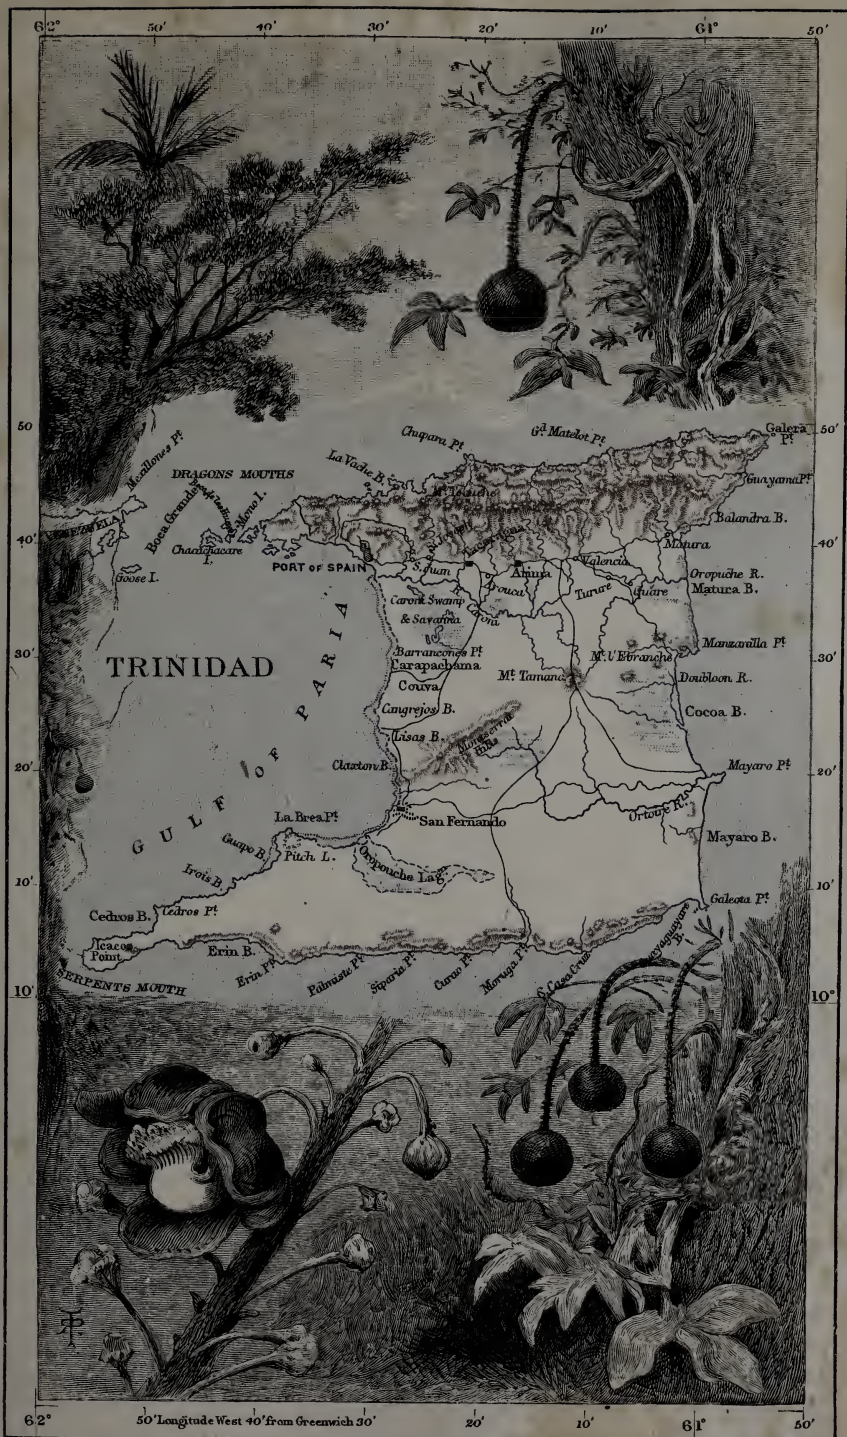 62° 50' 40' 30' 20' 10' 61° 50'
50'
50'
Galera Pt
Gd Matelot Pt
Chupara Pt
La Vache B.
DRAGONS MOUTHS
Guayama Pt
Boca Grande
Mono I.
Balandra B.
VENEZUELA
40'
40'
Chacachacare I.
Matura
Valencia
S. Juan
PORT OF SPAIN
Arouca
Goose I.
Oropuche R.
Matura B.
Turure
Guare
R. Caroni
Caroni Swamp
& Savanna
Manzanilla Pt
Barrancones Pt
30'
30'
TRINIDAD
Carapachama
Mt. Tamana
Doubloon R.
Couva
Cangrejos B.
Cocoa B.
Lisas B.
Montserrat Hills
GULF OF PARIA
Claxton B.
Mayaro Pt
20'
20'
Ortoire R.
La Brea Pt
San Fernando
Guapo B.
Mayaro B.
Pitch L.
Oropouche Lag.
Irois B.
10'
10'
Galeota Pt
Cedros B.
Cedros Pt
Icacos Point
Erin B.
Erin Pt
Palmiste Pt
Siparia Pt
Curao Pt
Moruga Pt
SERPENTS MOUTH
10°
10°
62° 50' Longitude West 40' from Greenwich 30' 20' 10' 61° 50'